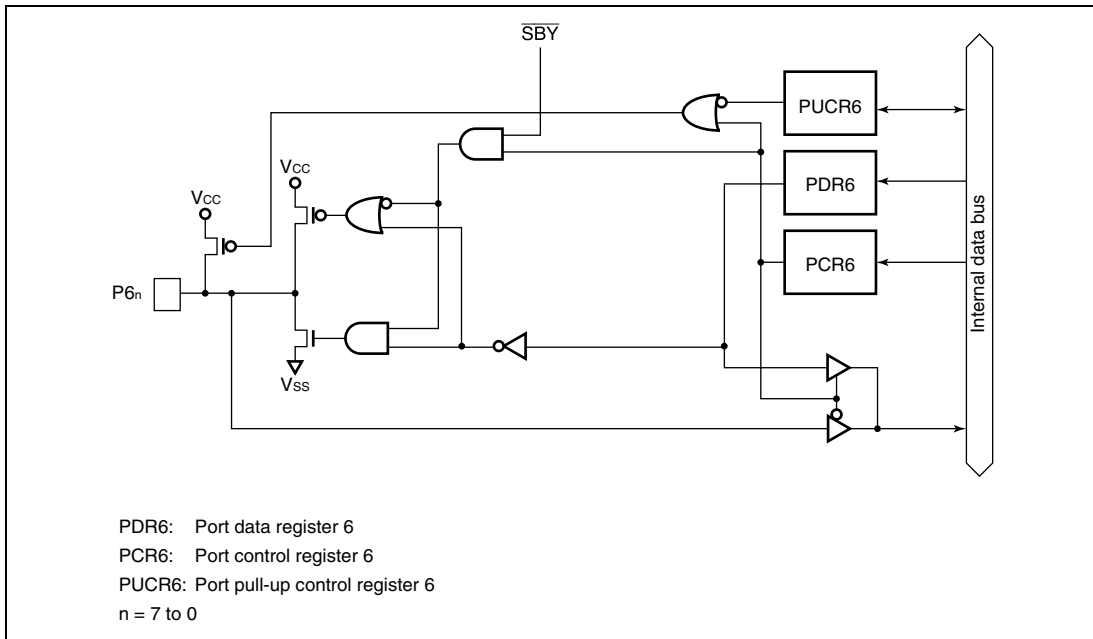 SBY
PUCR6
VCC
PDR6
VCC
PCR6
P6n
VSS
Internal data bus
PDR6: Port data register 6
PCR6: Port control register 6
PUCR6: Port pull-up control register 6
n = 7 to 0